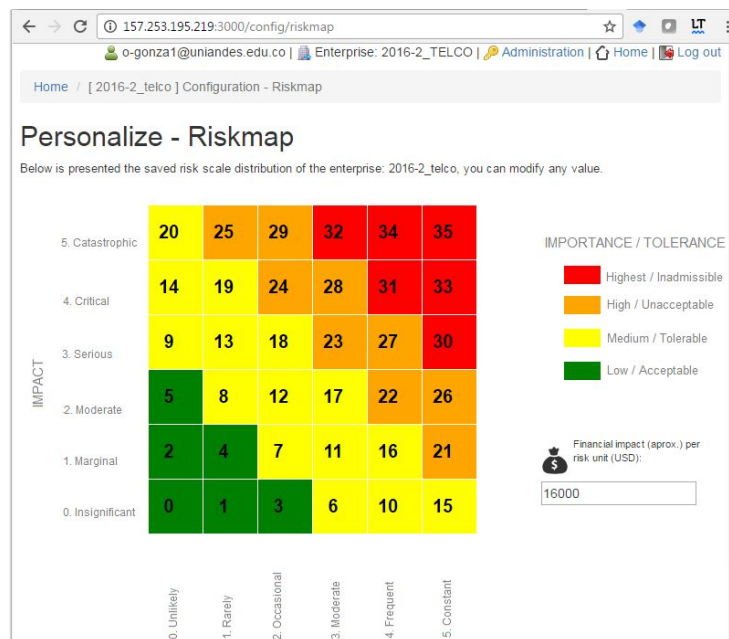 157.253.195.219:3000/config/riskmap
LT
o-gonza1@uniandes.edu.co | Enterprise: 2016-2_TELCO | Administration | Home | Log out
Home / [ 2016-2_telco ] Configuration - Riskmap
Personalize - Riskmap
Below is presented the saved risk scale distribution of the enterprise: 2016-2_telco, you can modify any value.
IMPACT
5. Catastrophic 20 25 29 32 34 35
4. Critical 14 19 24 28 31 33
3. Serious 9 13 18 23 27 30
2. Moderate 5 8 12 17 22 26
1. Marginal 2 4 7 11 16 21
0. Insignificant 0 1 3 6 10 15
0. Unlikely
1. Rarely
2. Occasional
3. Moderate
4. Frequent
5. Constant
IMPORTANCE / TOLERANCE
Highest / Inadmissible
High / Unacceptable
Medium / Tolerable
Low / Acceptable
$
Financial impact (aprox.) per
risk unit (USD):
16000